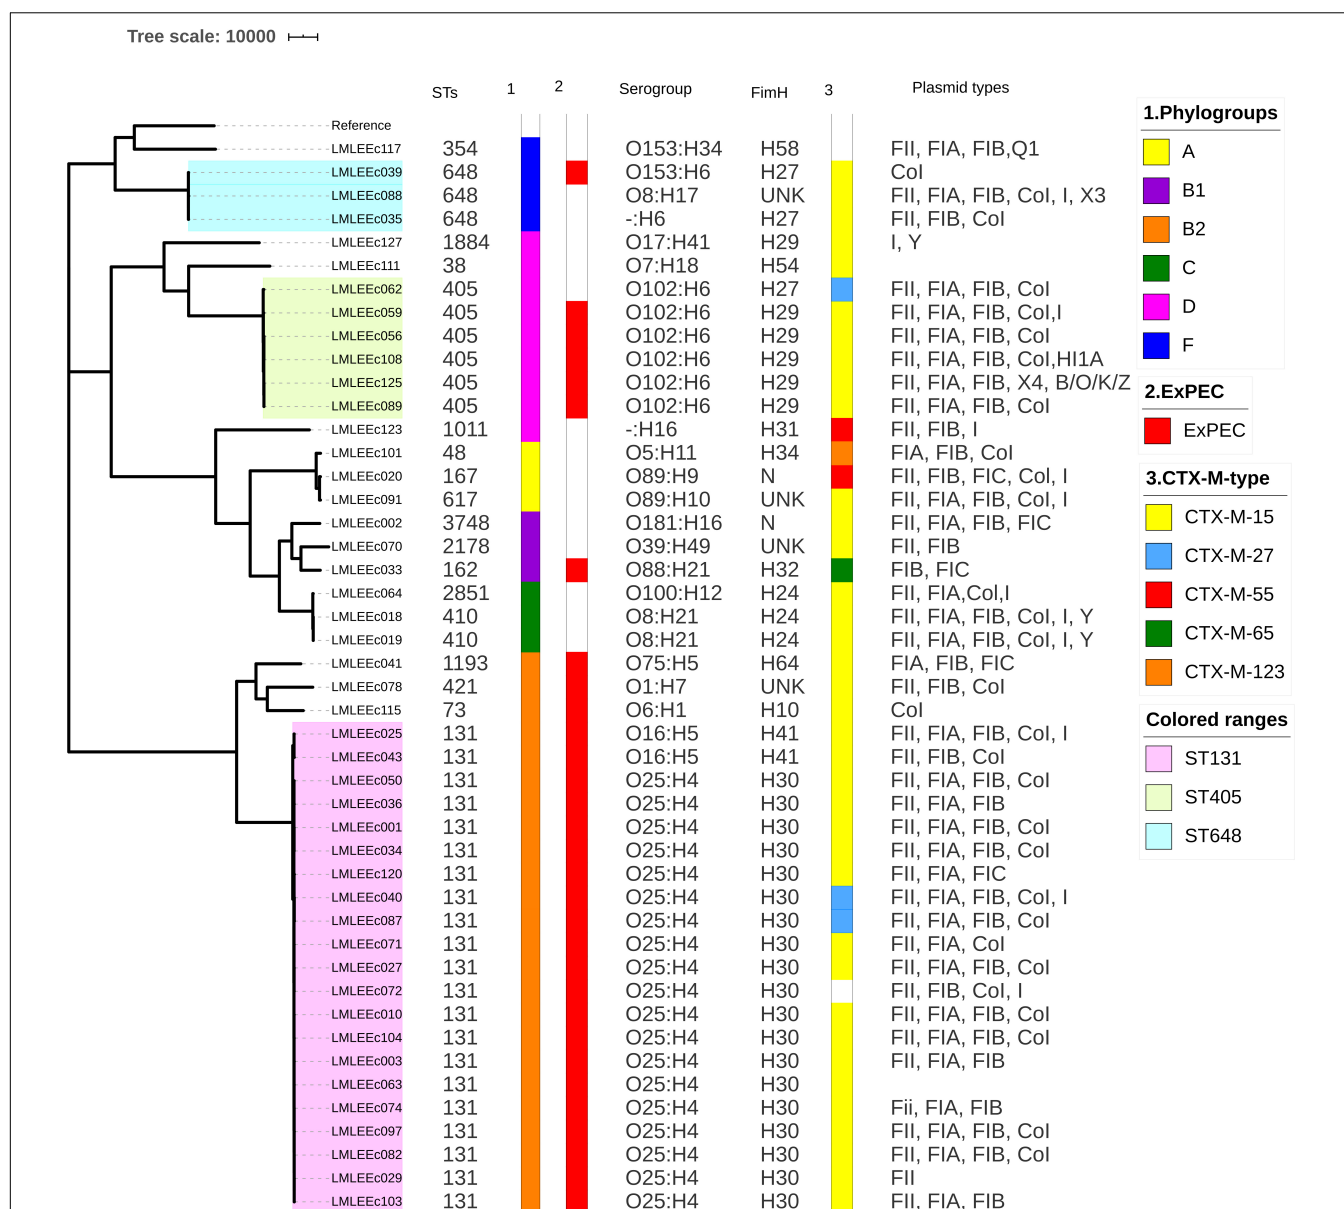 Tree scale: 10000
STs 1 2 Serogroup FimH 3 Plasmid types
Reference
LMLEEc117 354 O153:H34 H58 FII, FIA, FIB,Q1
LMLEEc039 648 O153:H6 H27 Col
LMLEEc088 648 O8:H17 UNK FII, FIA, FIB, Col, I, X3
LMLEEc035 648 -:H6 H27 FII, FIB, Col
LMLEEc127 1884 O17:H41 H29 I, Y
LMLEEc111 38 O7:H18 H54
LMLEEc062 405 O102:H6 H27 FII, FIA, FIB, Col
LMLEEc059 405 O102:H6 H29 FII, FIA, FIB, Col,I
LMLEEc056 405 O102:H6 H29 FII, FIA, FIB, Col
LMLEEc108 405 O102:H6 H29 FII, FIA, FIB, Col,HI1A
LMLEEc125 405 O102:H6 H29 FII, FIA, FIB, X4, B/O/K/Z
LMLEEc089 405 O102:H6 H29 FII, FIA, FIB, Col
LMLEEc123 1011 -:H16 H31 FII, FIB, I
LMLEEc101 48 O5:H11 H34 FIA, FIB, Col
LMLEEc020 167 O89:H9 N FII, FIB, FIC, Col, I
LMLEEc091 617 O89:H10 UNK FII, FIA, FIB, Col, I
LMLEEc002 3748 O181:H16 N FII, FIA, FIB, FIC
LMLEEc070 2178 O39:H49 UNK FII, FIB
LMLEEc033 162 O88:H21 H32 FIB, FIC
LMLEEc064 2851 O100:H12 H24 FII, FIA,Col,I
LMLEEc018 410 O8:H21 H24 FII, FIA, FIB, Col, I, Y
LMLEEc019 410 O8:H21 H24 FII, FIA, FIB, Col, I, Y
LMLEEc041 1193 O75:H5 H64 FIA, FIB, FIC
LMLEEc078 421 O1:H7 UNK FII, FIB, Col
LMLEEc115 73 O6:H1 H10 Col
LMLEEc025 131 O16:H5 H41 FII, FIA, FIB, Col, I
LMLEEc043 131 O16:H5 H41 FII, FIB, Col
LMLEEc050 131 O25:H4 H30 FII, FIA, FIB, Col
LMLEEc036 131 O25:H4 H30 FII, FIA, FIB
LMLEEc001 131 O25:H4 H30 FII, FIA, FIB, Col
LMLEEc034 131 O25:H4 H30 FII, FIA, FIB, Col
LMLEEc120 131 O25:H4 H30 FII, FIA, FIC
LMLEEc040 131 O25:H4 H30 FII, FIA, FIB, Col, I
LMLEEc087 131 O25:H4 H30 FII, FIA, FIB, Col
LMLEEc071 131 O25:H4 H30 FII, FIA, Col
LMLEEc027 131 O25:H4 H30 FII, FIA, FIB, Col
LMLEEc072 131 O25:H4 H30 FII, FIB, Col, I
LMLEEc010 131 O25:H4 H30 FII, FIA, FIB, Col
LMLEEc104 131 O25:H4 H30 FII, FIA, FIB, Col
LMLEEc003 131 O25:H4 H30 FII, FIA, FIB
LMLEEc063 131 O25:H4 H30
LMLEEc074 131 O25:H4 H30 Fii, FIA, FIB
LMLEEc097 131 O25:H4 H30 FII, FIA, FIB, Col
LMLEEc082 131 O25:H4 H30 FII, FIA, FIB, Col
LMLEEc029 131 O25:H4 H30 FII
LMLEEc103 131 O25:H4 H30 FII, FIA, FIB
1.Phylogroups
A
B1
B2
C
D
F
2.ExPEC
ExPEC
3.CTX-M-type
CTX-M-15
CTX-M-27
CTX-M-55
CTX-M-65
CTX-M-123
Colored ranges
ST131
ST405
ST648